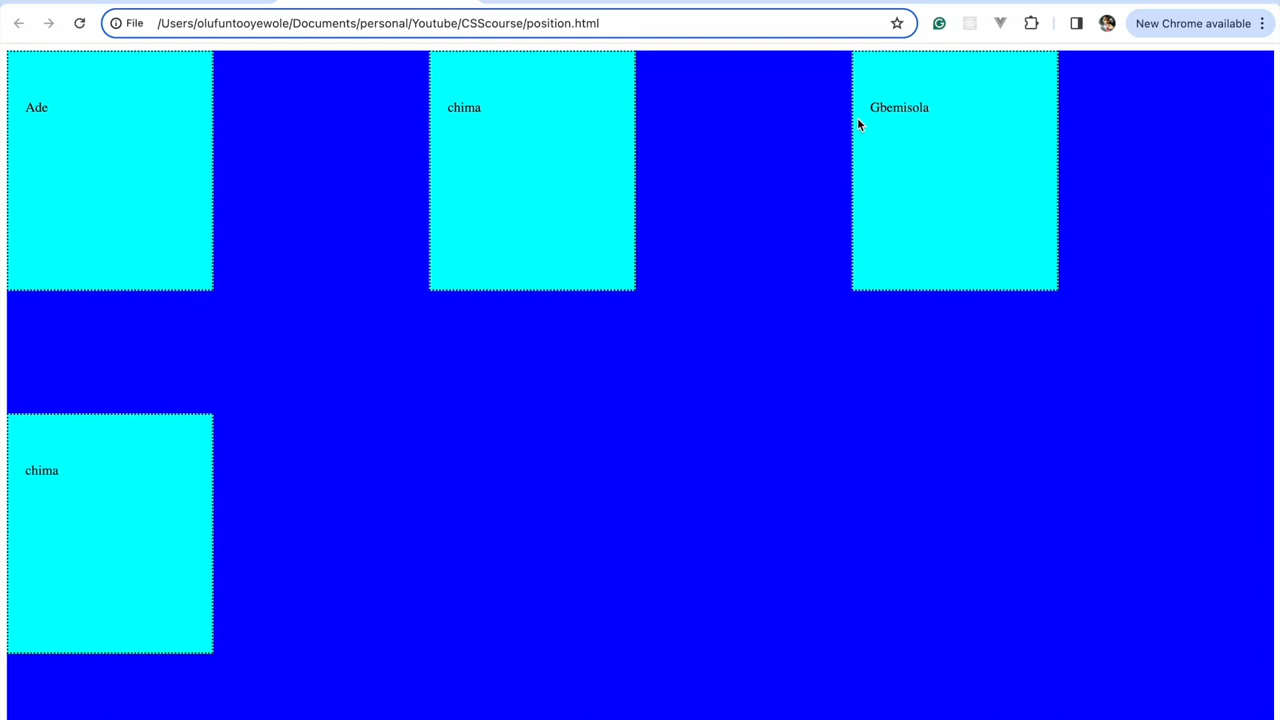 File /Users/olufuntooyewole/Documents/personal/Youtube/CSScourse/position.html New Chrome available
Ade chima Gbemisola
chima